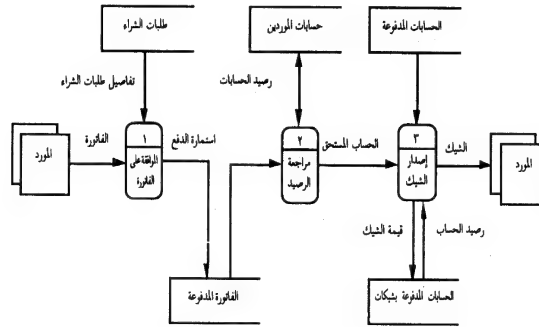 طلبات الشراء
حسابات الموردين
الحسابات المدفوعة
تفاصيل طلبات الشراء
رصيد الحسابات
المورد
الفاتورة
١
الموافقة على
الفاتورة
استمارة الدفع
٢
مراجعة
الرصيد
الحساب المستحق
٣
إصدار
الشيك
الشيك
المورد
قيمة الشيك
رصيد الحساب
الفاتورة المدفوعة
الحسابات المدفوعة بشيكات